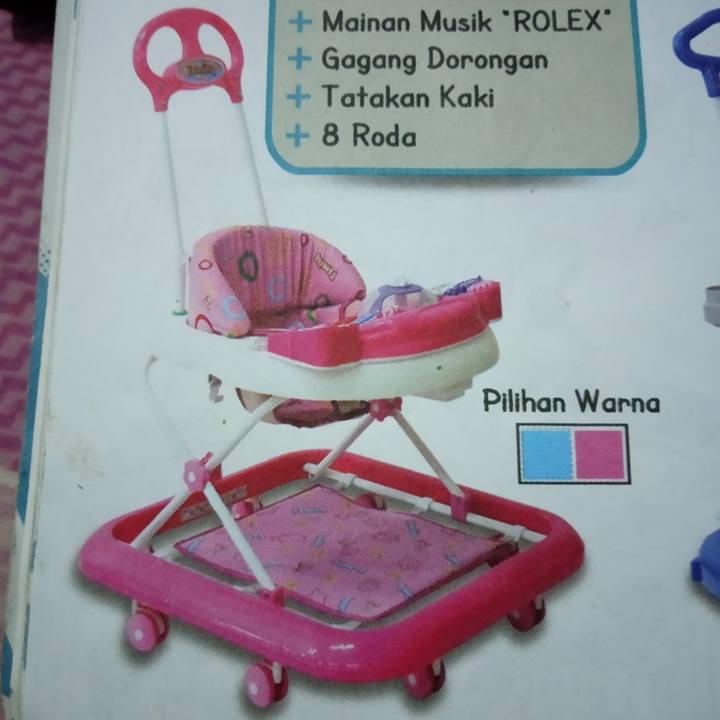 + Mainan Musik "ROLEX"
+ Gagang Dorongan
+ Tatakan Kaki
+ 8 Roda
Pilihan Warna